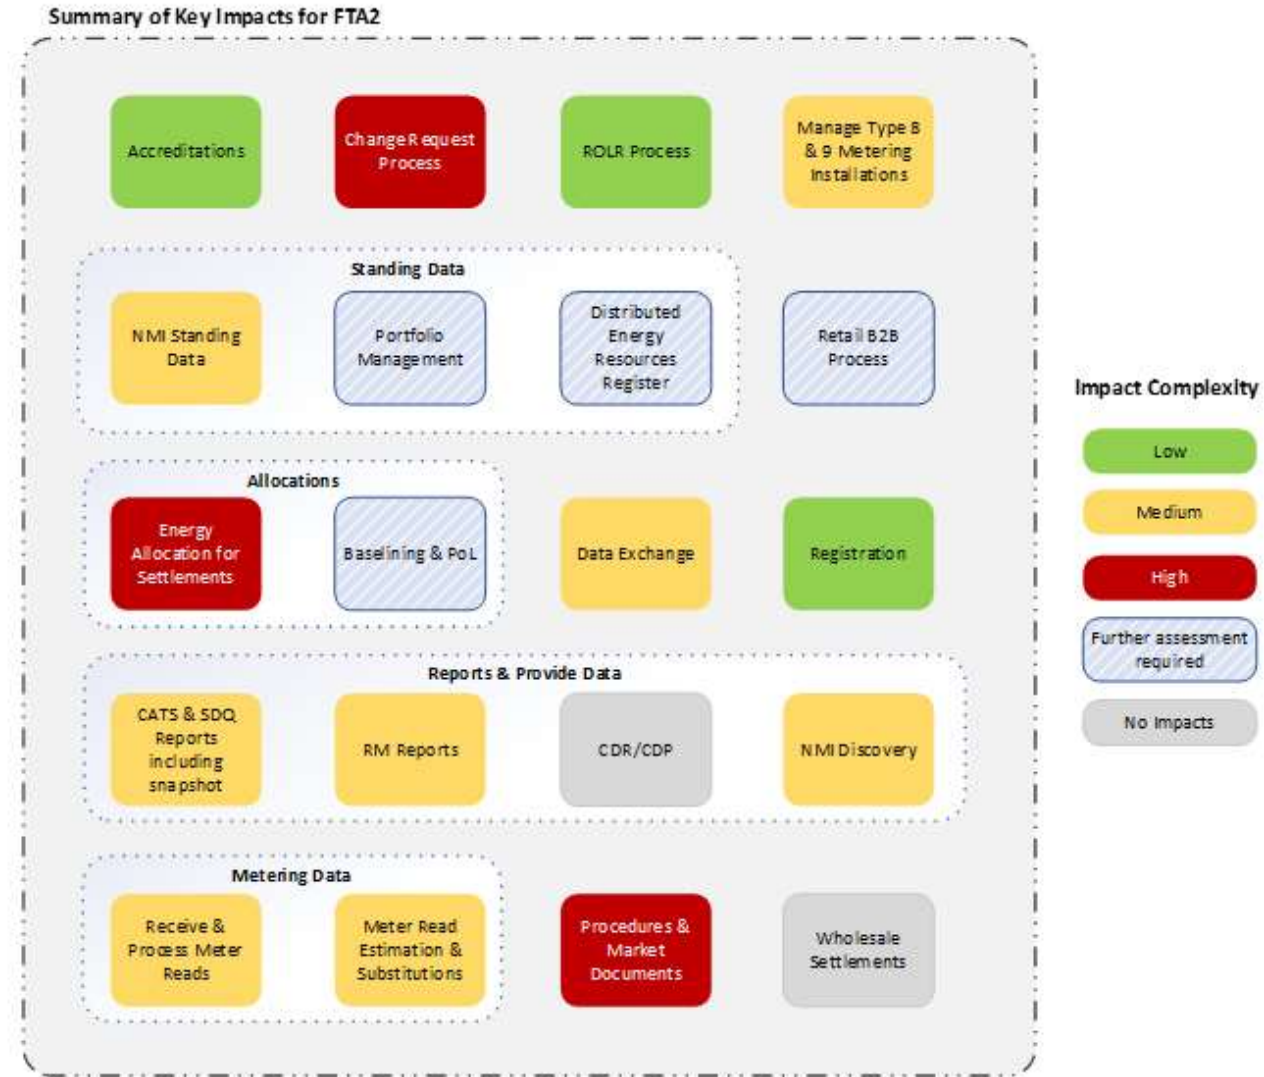 Summary of Key Impacts for FTA2
Accreditations
Change Request
Process
ROLR Process
Manage Type 8
& 9 Metering
Installations
Standing Data
NMI Standing
Data
Portfolio
Management
Distributed
Energy
Resources
Register
Retail B2B
Process
Allocations
Energy
Allocation for
Settlements
Baselining & PoL
Data Exchange
Registration
Reports & Provide Data
CATS & SDQ
Reports
including
snapshot
RM Reports
CDR/CDP
NMI Discovery
Metering Data
Receive &
Process Meter
Reads
Meter Read
Estimation &
Substitutions
Procedures &
Market
Documents
Wholesale
Settlements
Impact Complexity
Low
Medium
High
Further assessment
required
No Impacts